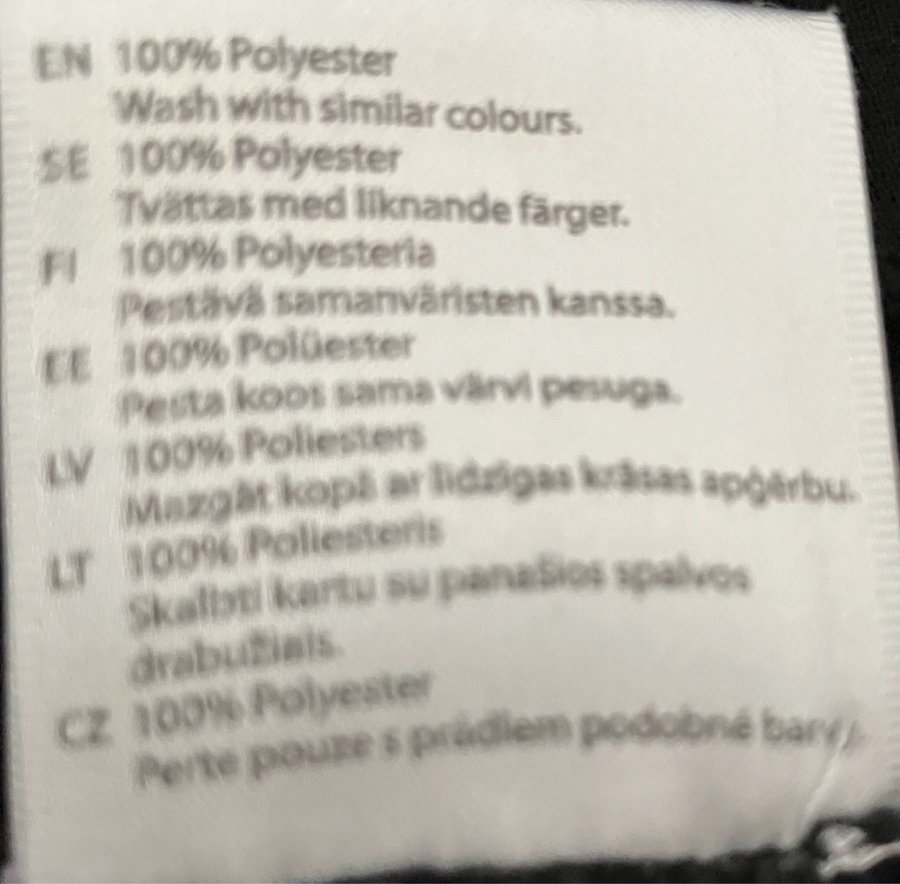 EN 100% Polyester
Wash with similar colours.
SE 100% Polyester
Tvättas med liknande färger.
FI 100% Polyesteria
Pestävä samanväristen kanssa.
EE 100% Polüester
Pesta koos sama värvi pesuga.
LV 100% Poliesters
Mazgāt kopā ar līdzīgas krāsas apģērbu.
LT 100% Poliesteris
Skalbti kartu su panašios spalvos
drabužiais.
CZ 100% Polyester
Perte pouze s prádlem podobné barvy.